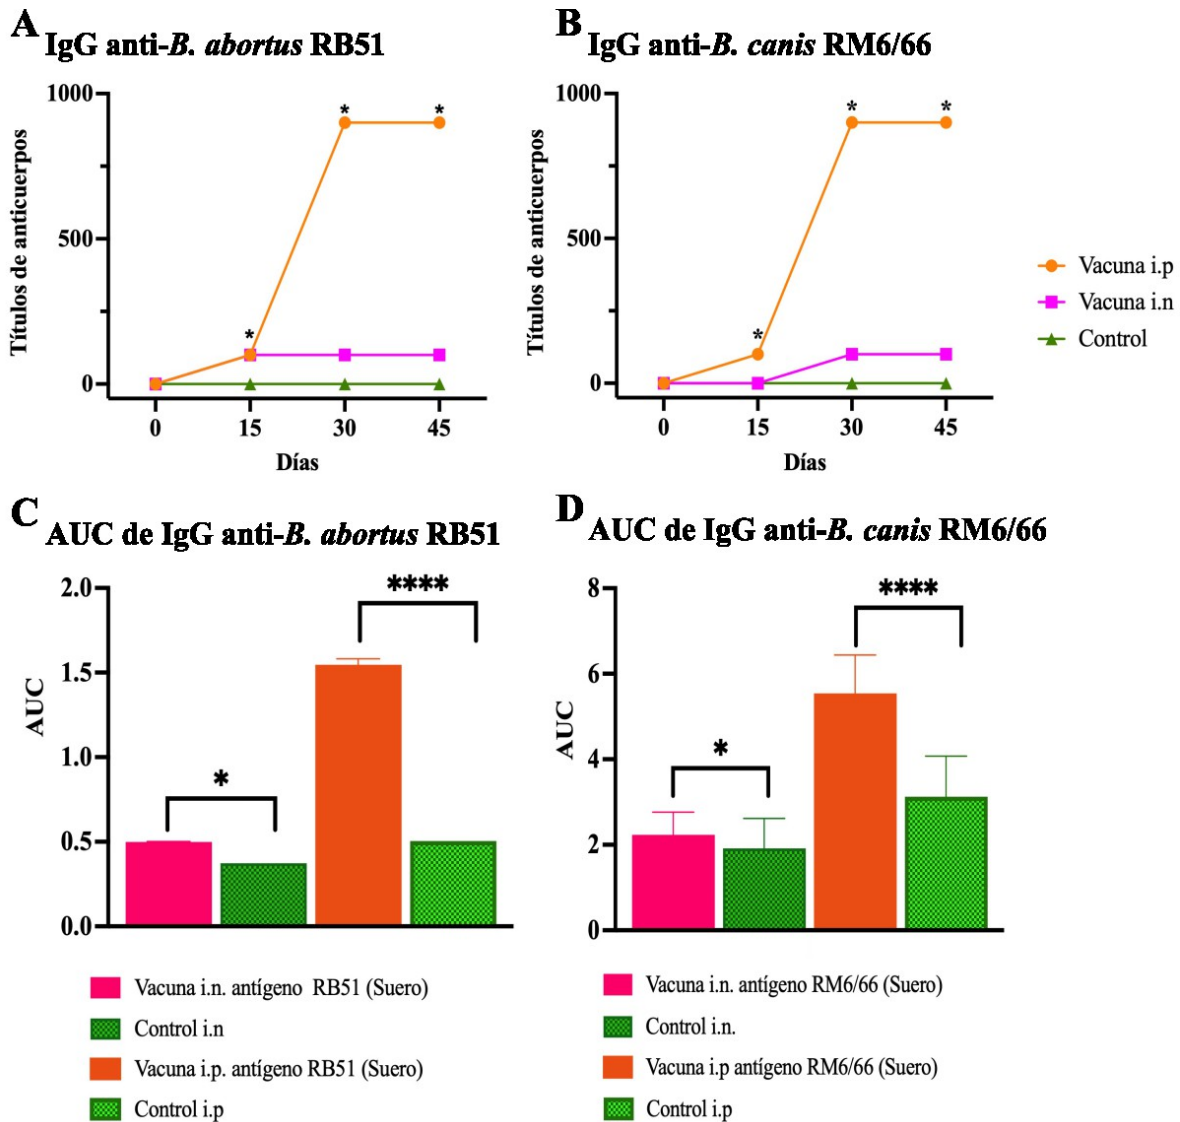 A
IgG anti-B. abortus RB51
Títulos de anticuerpos
1000
500
0
*
*
*
0
15
30
45
Días
B
IgG anti-B. canis RM6/66
Títulos de anticuerpos
1000
500
0
*
*
*
0
15
30
45
Días
Vacuna i.p
Vacuna i.n
Control
C
AUC de IgG anti-B. abortus RB51
AUC
2.0
1.5
1.0
0.5
0.0
*
****
Vacuna i.n. antígeno RB51 (Suero)
Control i.n
Vacuna i.p. antígeno RB51 (Suero)
Control i.p
D
AUC de IgG anti-B. canis RM6/66
AUC
8
6
4
2
0
*
****
Vacuna i.n. antígeno RM6/66 (Suero)
Control i.n.
Vacuna i.p antígeno RM6/66 (Suero)
Control i.p